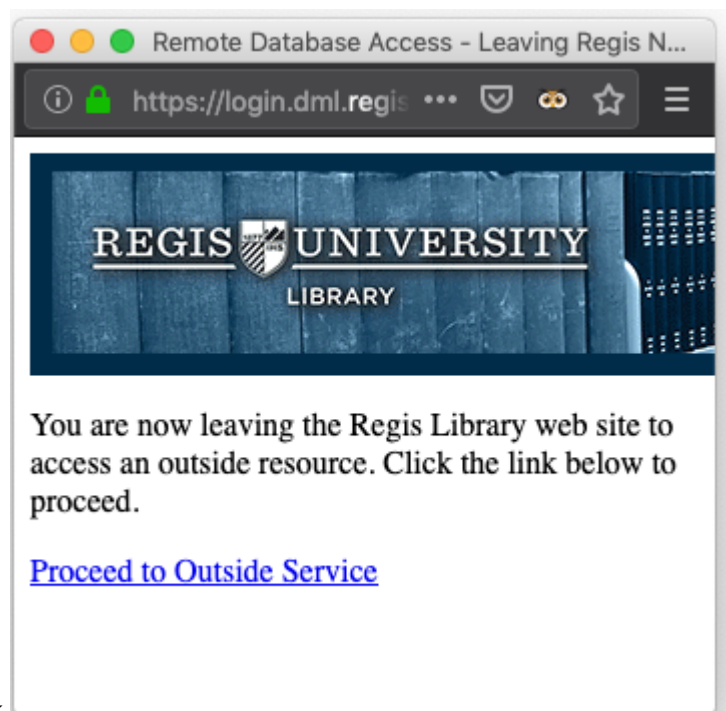 Remote Database Access - Leaving Regis N...
https://login.dml.regis
REGIS UNIVERSITY
LIBRARY
You are now leaving the Regis Library web site to
access an outside resource. Click the link below to
proceed.
Proceed to Outside Service